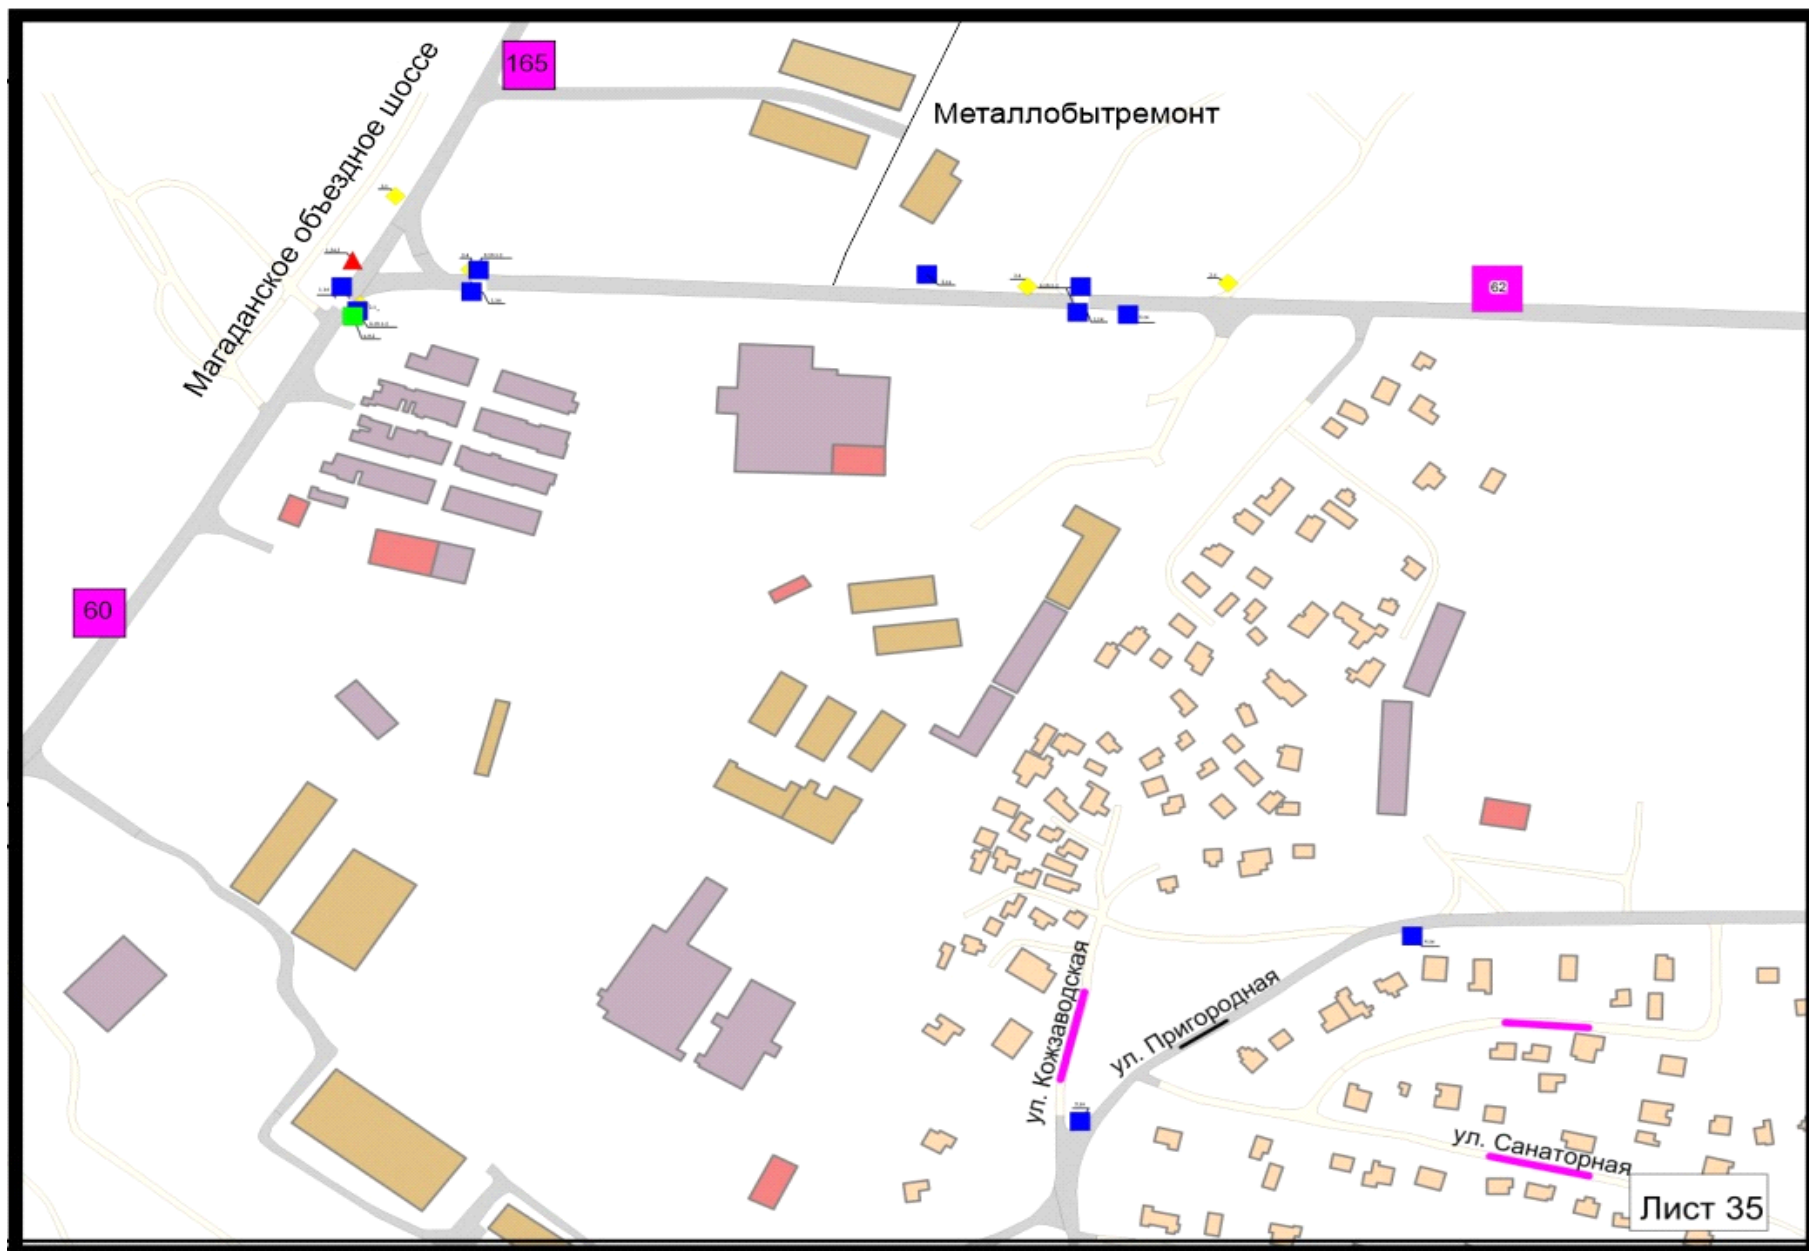 165
Магаданское объездное шоссе
Металлобытремонт
62
60
ул. Кожзаводская
ул. Пригородная
ул. Санаторная
Лист 35